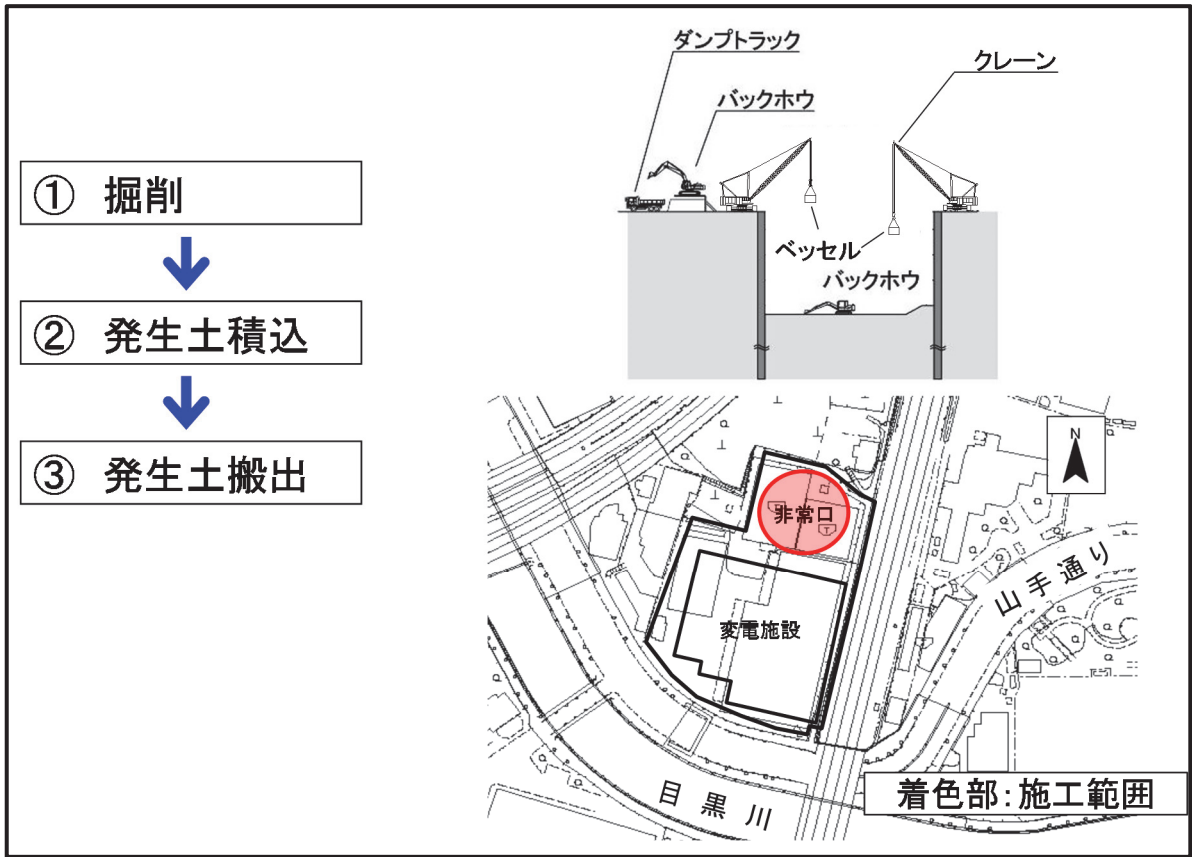 ① 掘削
② 発生土積込
③ 発生土搬出
ダンプトラック
バックホウ
クレーン
ベッセル
バックホウ
N
非常口
変電施設
山手通り
目黒川
着色部:施工範囲